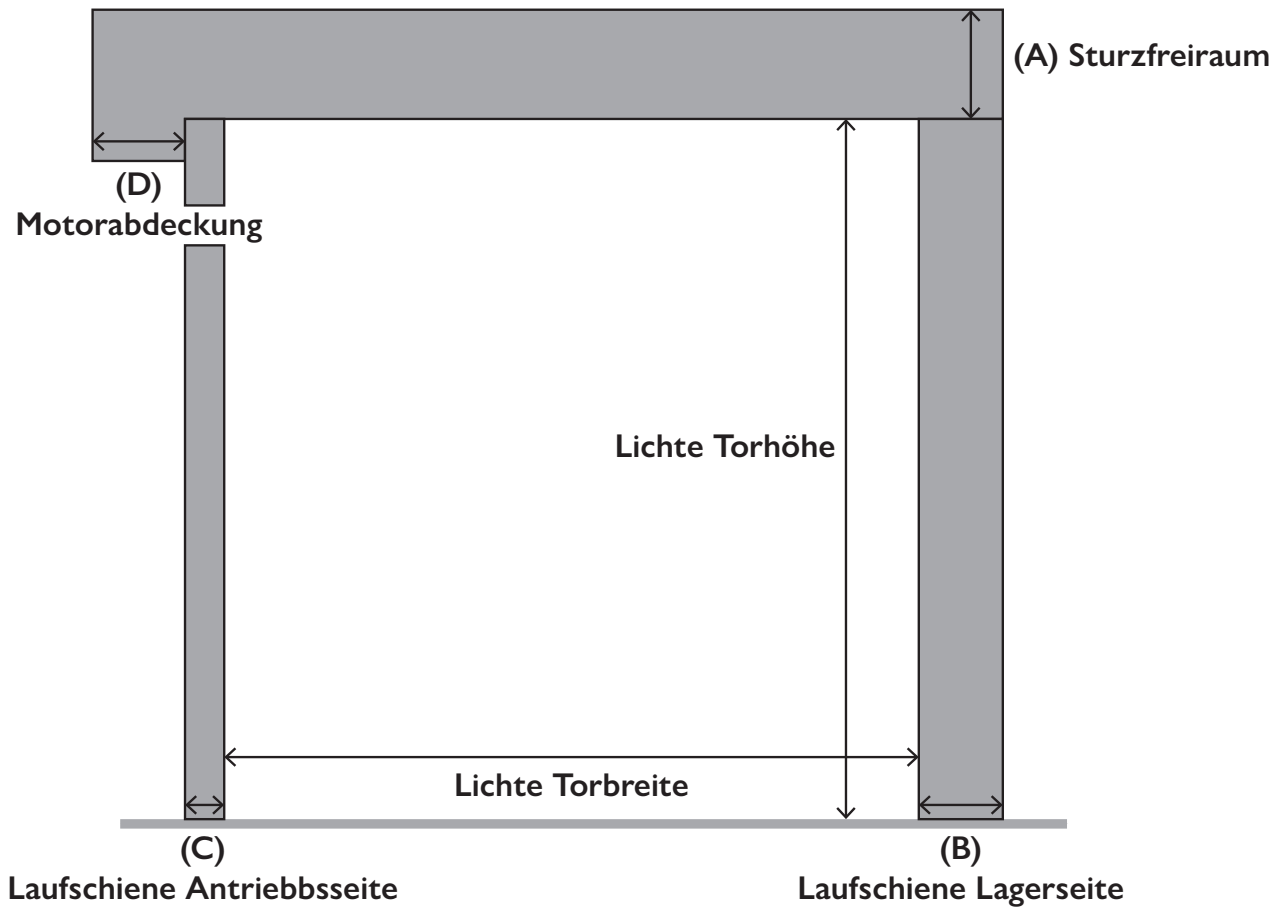 (A) Sturzfreiraum
(D)
Motorabdeckung
Lichte Torhöhe
Lichte Torbreite
(C)
Laufschiene Antriebbsseite
(B)
Laufschiene Lagerseite